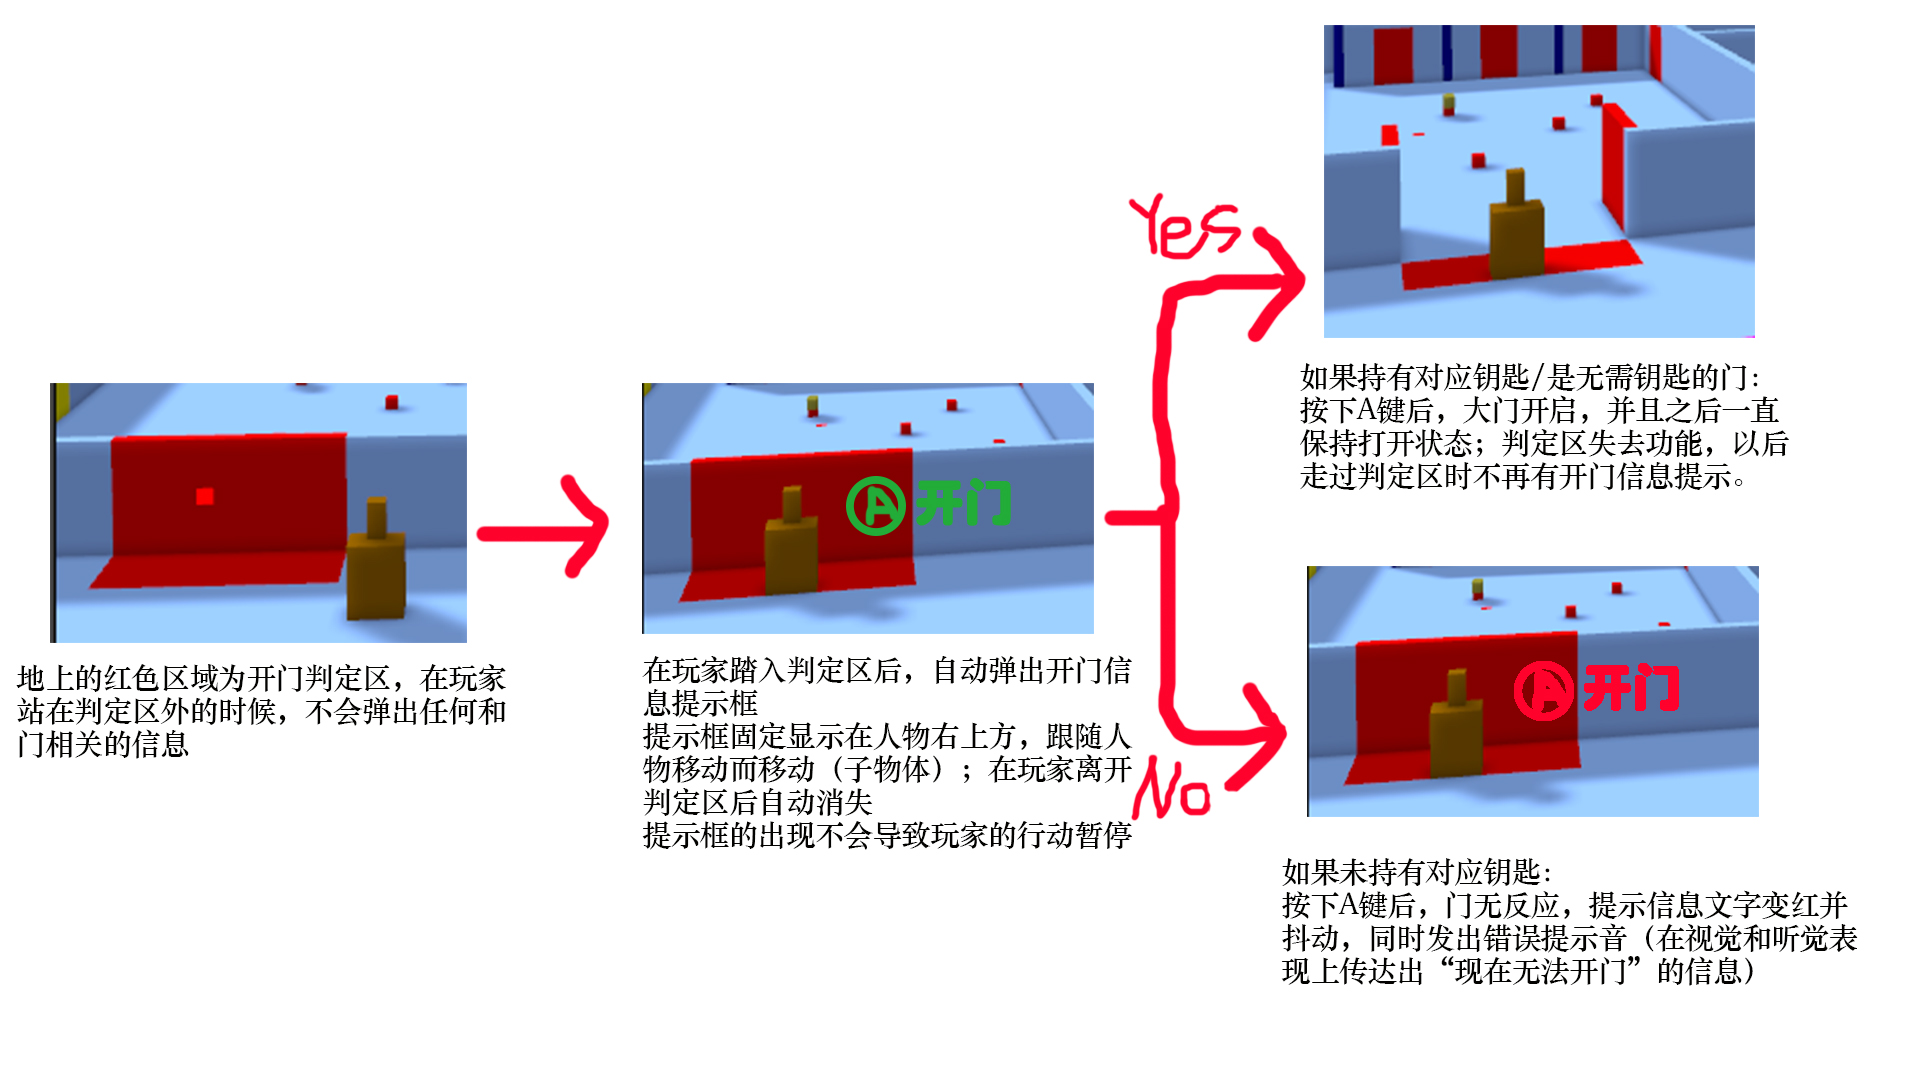 地上的红色区域为开门判定区，在玩家
站在判定区外的时候，不会弹出任何和
门相关的信息
A 开门
在玩家踏入判定区后，自动弹出开门信
息提示框
提示框固定显示在人物右上方，跟随人
物移动而移动（子物体）；在玩家离开
判定区后自动消失
提示框的出现不会导致玩家的行动暂停
Yes
如果持有对应钥匙/是无需钥匙的门：
按下A键后，大门开启，并且之后一直
保持打开状态；判定区失去功能，以后
走过判定区时不再有开门信息提示。
No
A 开门
如果未持有对应钥匙：
按下A键后，门无反应，提示信息文字变红并
抖动，同时发出错误提示音（在视觉和听觉表
现上传达出“现在无法开门”的信息）